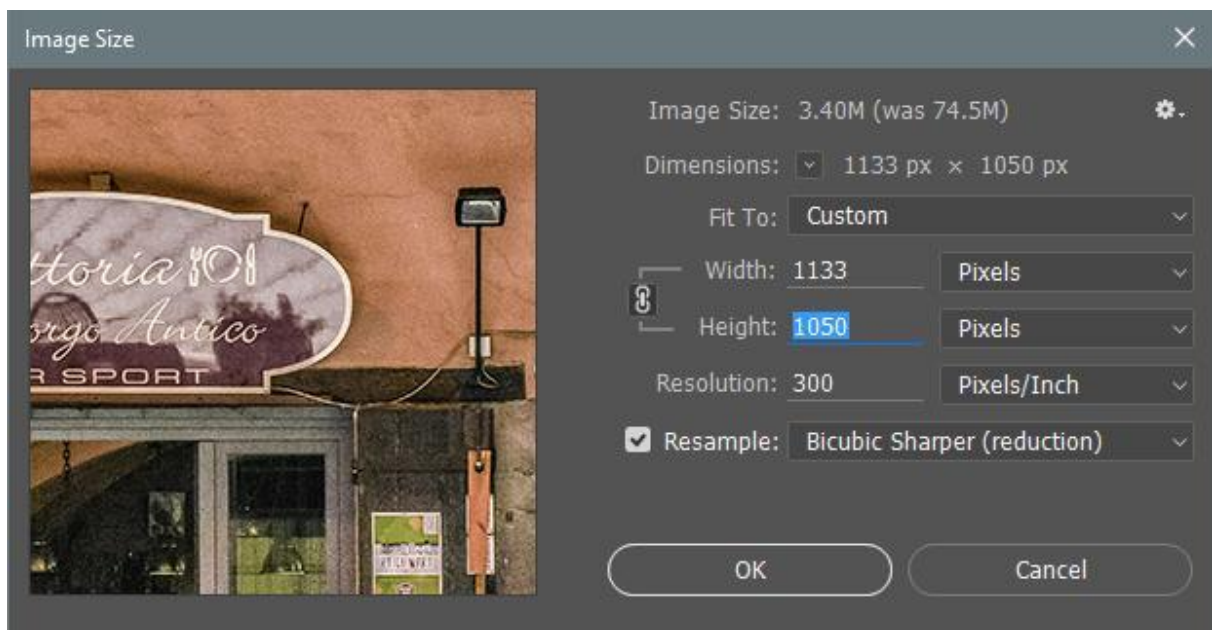 Image Size
Image Size: 3.40M (was 74.5M)
Dimensions: 1133 px × 1050 px
Fit To: Custom
Width: 1133 Pixels
Height: 1050 Pixels
Resolution: 300 Pixels/Inch
Resample: Bicubic Sharper (reduction)
OK Cancel
ttoria
orgo Antico
R SPORT